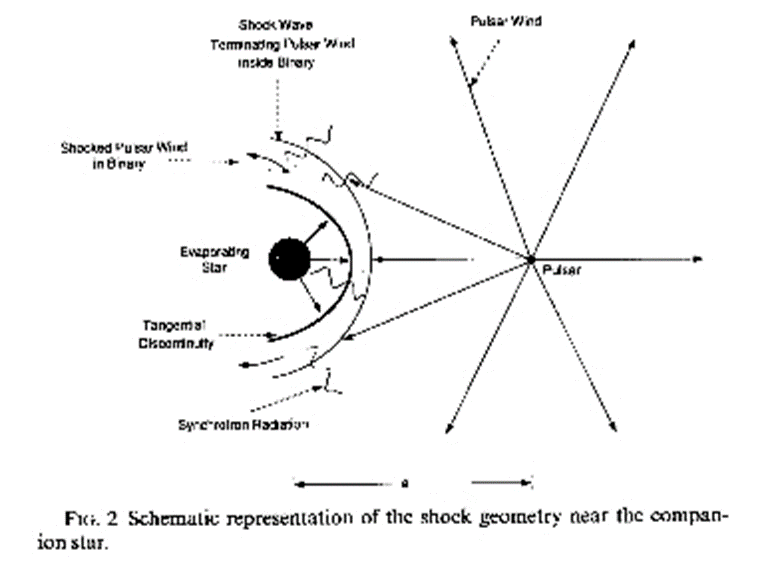 Shock Wave
Terminating Pulsar Wind
Inside Binary
Pulsar Wind
Shocked Pulsar Wind
in Binary
Evaporating
Star
Pulsar
Tangential
Discontinuity
Synchrotron Radiation
a
FIG. 2 Schematic representation of the shock geometry near the compan-
ion star.